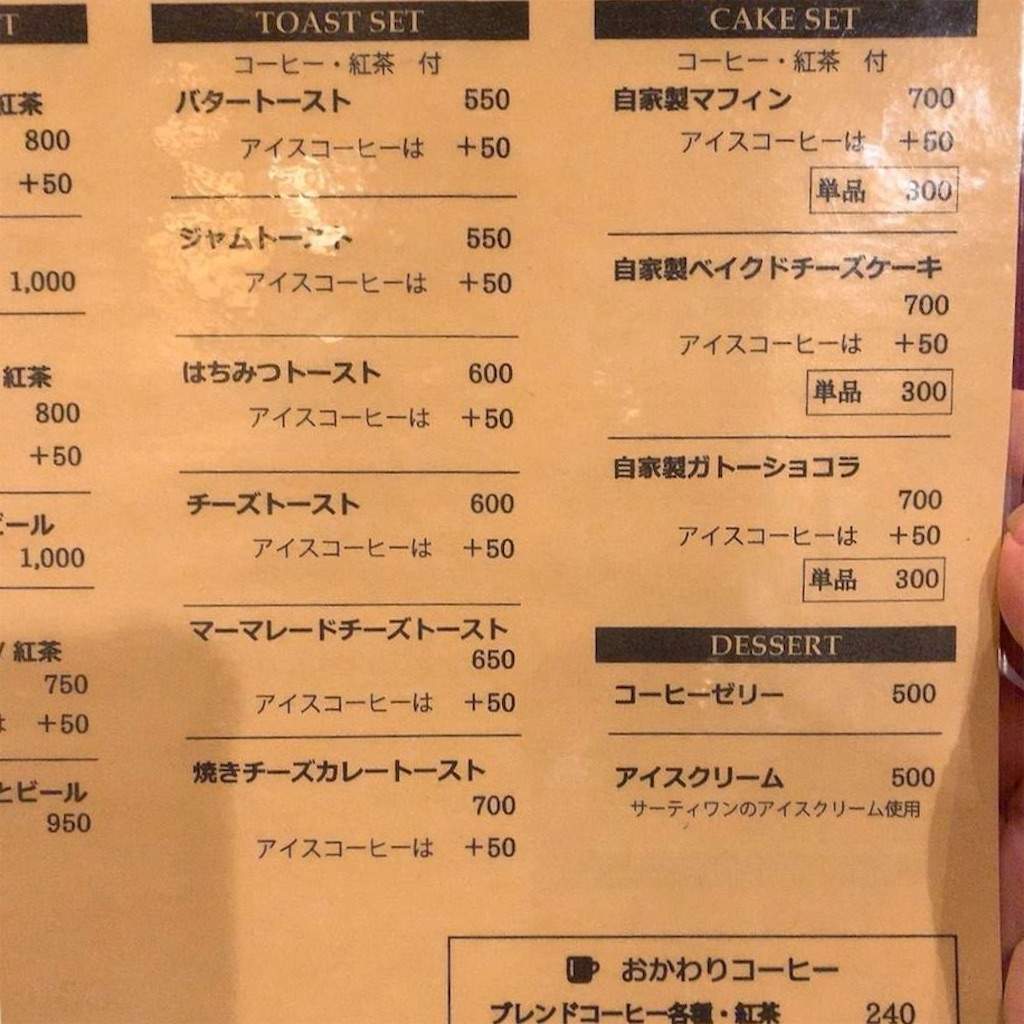 T
紅茶
800
+50
1,000
紅茶
800
+50
ビール
1,000
/ 紅茶
750
は +50
とビール
950
TOAST SET
コーヒー・紅茶 付
バタートースト 550
アイスコーヒーは +50
ジャムトースト 550
アイスコーヒーは +50
はちみつトースト 600
アイスコーヒーは +50
チーズトースト 600
アイスコーヒーは +50
マーマレードチーズトースト
650
アイスコーヒーは +50
焼きチーズカレートースト
700
アイスコーヒーは +50
CAKE SET
コーヒー・紅茶 付
自家製マフィン 700
アイスコーヒーは +50
単品 300
自家製ベイクドチーズケーキ
700
アイスコーヒーは +50
単品 300
自家製ガトーショコラ
700
アイスコーヒーは +50
単品 300
DESSERT
コーヒーゼリー 500
アイスクリーム 500
サーティワンのアイスクリーム使用
おかわりコーヒー
ブレンドコーヒー各種・紅茶 240